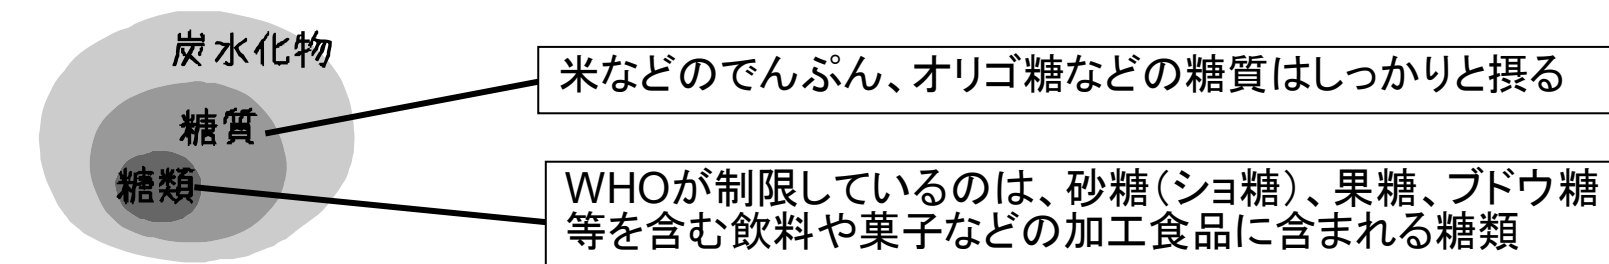 炭水化物
米などのでんぷん、オリゴ糖などの糖質はしっかりと摂る
糖質
糖類
WHOが制限しているのは、砂糖(ショ糖)、果糖、ブドウ糖
等を含む飲料や菓子などの加工食品に含まれる糖類